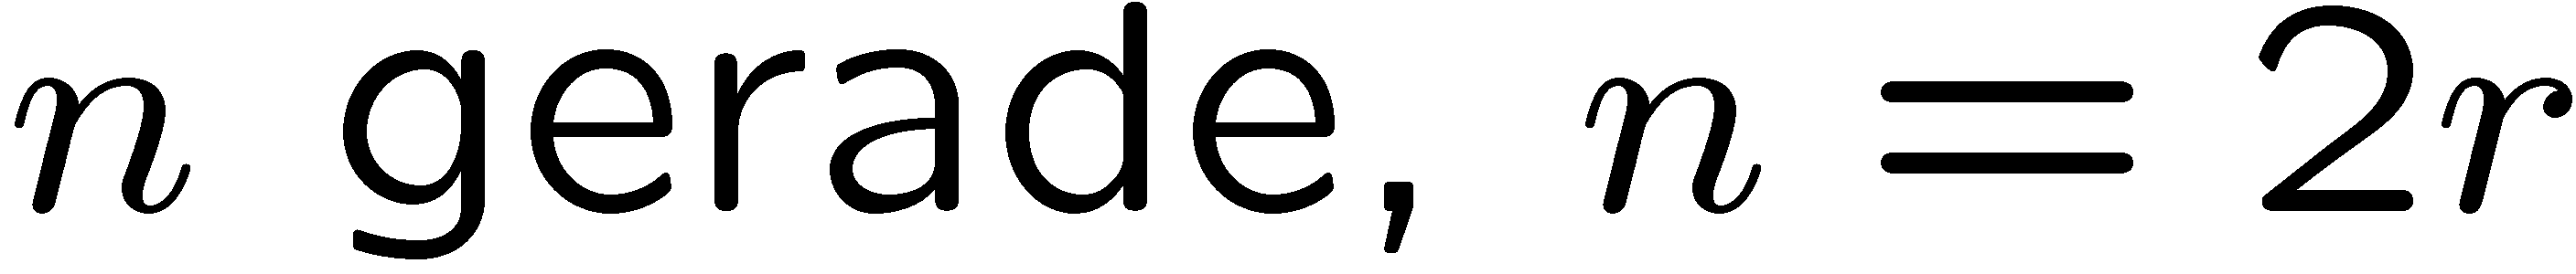 n gerade, n = 2r